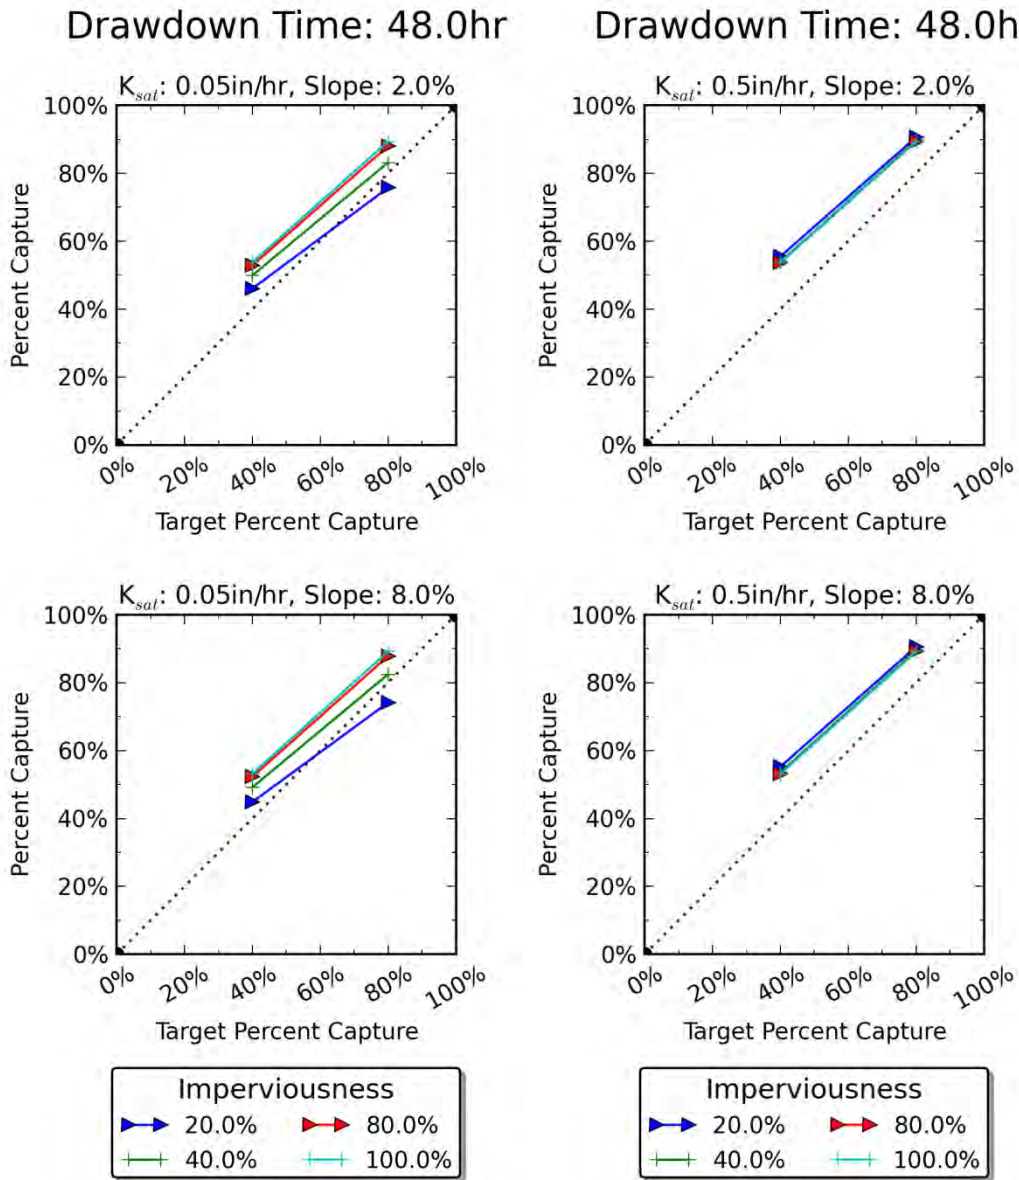 Drawdown Time: 48.0hr
Drawdown Time: 48.0h
Ksat: 0.05in/hr, Slope: 2.0%
100%
80%
60%
40%
20%
0%
Percent Capture
0% 20% 40% 60% 80% 100%
Target Percent Capture
Ksat: 0.5in/hr, Slope: 2.0%
100%
80%
60%
40%
20%
0%
Percent Capture
0% 20% 40% 60% 80% 100%
Target Percent Capture
Ksat: 0.05in/hr, Slope: 8.0%
100%
80%
60%
40%
20%
0%
Percent Capture
0% 20% 40% 60% 80% 100%
Target Percent Capture
Ksat: 0.5in/hr, Slope: 8.0%
100%
80%
60%
40%
20%
0%
Percent Capture
0% 20% 40% 60% 80% 100%
Target Percent Capture
Imperviousness
20.0% 80.0%
40.0% 100.0%
Imperviousness
20.0% 80.0%
40.0% 100.0%